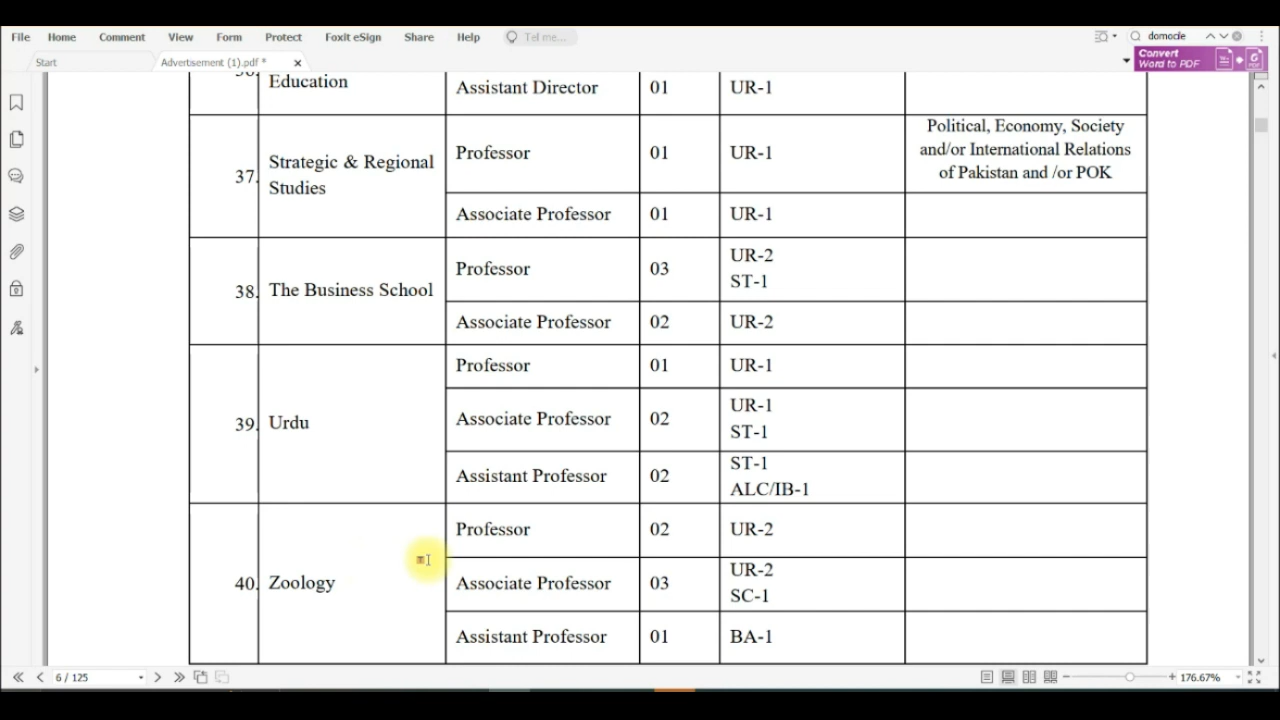 File Home Comment View Form Protect Foxit eSign Share Help Tell me... domocle
Start Advertisement (1).pdf * Convert
Word to PDF
Education Assistant Director 01 UR-1
37. Strategic & Regional Studies Professor 01 UR-1 Political, Economy, Society
and/or International Relations
of Pakistan and /or POK
Associate Professor 01 UR-1
38. The Business School Professor 03 UR-2
ST-1
Associate Professor 02 UR-2
39. Urdu Professor 01 UR-1
Associate Professor 02 UR-1
ST-1
Assistant Professor 02 ST-1
ALC/IB-1
40. Zoology Professor 02 UR-2
Associate Professor 03 UR-2
SC-1
Assistant Professor 01 BA-1
6 / 125 176.67%